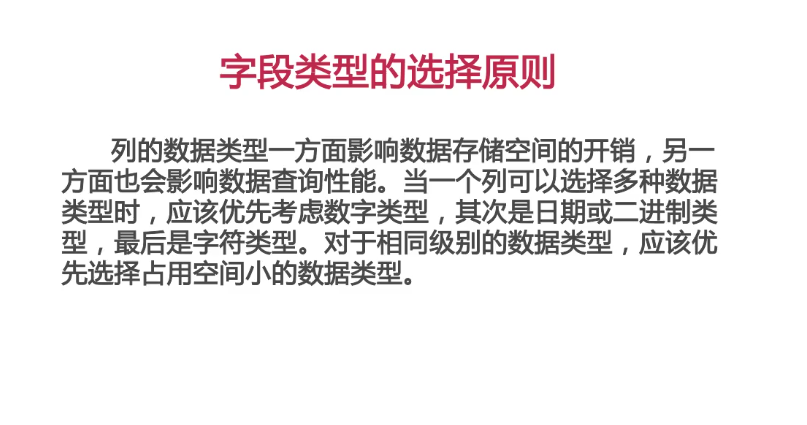 字段类型的选择原则
列的数据类型一方面影响数据存储空间的开销，另一
方面也会影响数据查询性能。当一个列可以选择多种数据
类型时，应该优先考虑数字类型，其次是日期或二进制类
型，最后是字符类型。对于相同级别的数据类型，应该优
先选择占用空间小的数据类型。